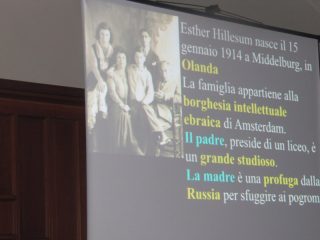 Esther Hillesum nasce il 15
gennaio 1914 a Middelburg, in
Olanda
La famiglia appartiene alla
borghesia intellettuale
ebraica di Amsterdam.
Il padre, preside di un liceo, è
un grande studioso.
La madre è una profuga dalla
Russia per sfuggire ai pogrom